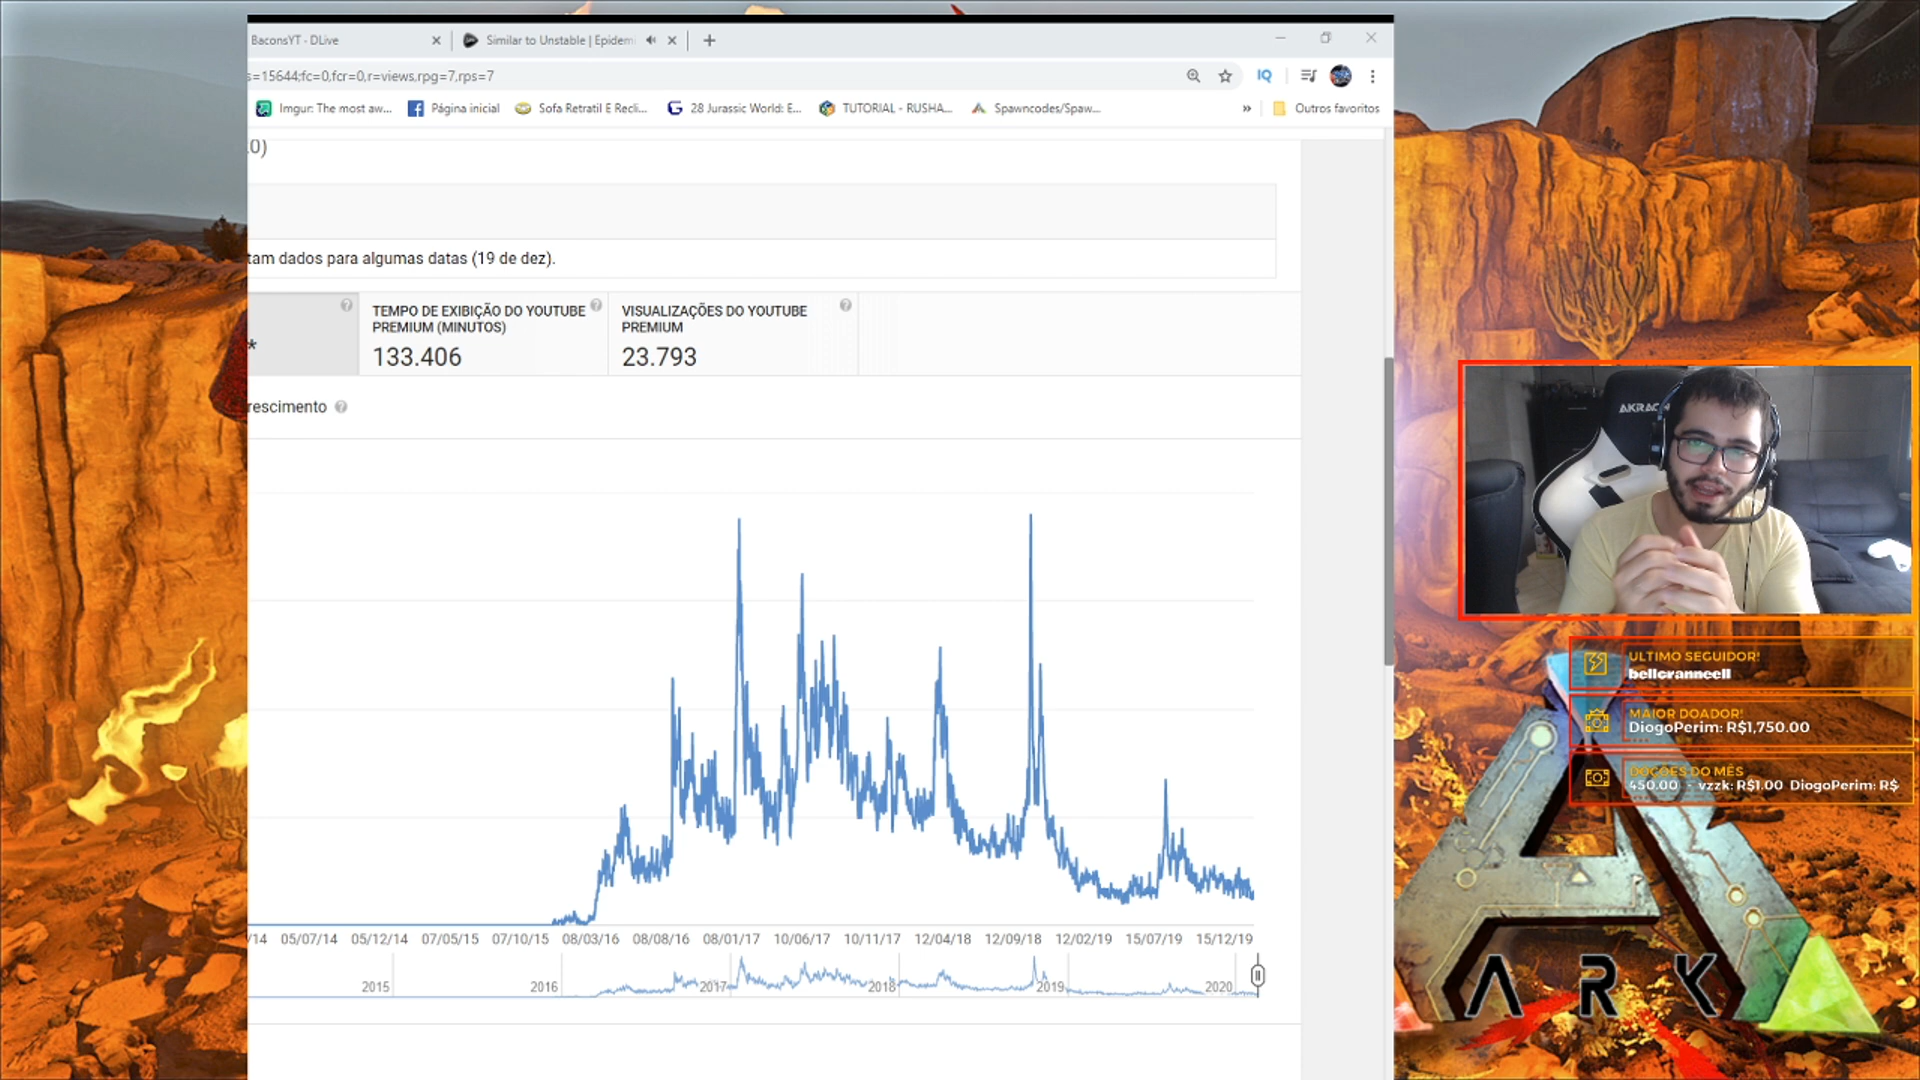 BaconsYT - DLive
Similar to Unstable | Epidemi
s=15644;fc=0,fcr=0,r=views,rpg=7,rps=7
IQ
Imgur: The most aw...
Página inicial
Sofa Retratil E Recli...
28 Jurassic World: E...
TUTORIAL - RUSHA...
Spawncodes/Spaw...
»
Outros favoritos
0)
tam dados para algumas datas (19 de dez).
*
TEMPO DE EXIBIÇÃO DO YOUTUBE
PREMIUM (MINUTOS)
133.406
VISUALIZAÇÕES DO YOUTUBE
PREMIUM
23.793
rescimento
/14 05/07/14 05/12/14 07/05/15 07/10/15 08/03/16 08/08/16 08/01/17 10/06/17 10/11/17 12/04/18 12/09/18 12/02/19 15/07/19 15/12/19
2015 2016 2017 2018 2019 2020
ULTIMO SEGUIDOR!
bellcranneell
MAIOR DOADOR!
DiogoPerim: R$1,750.00
DOÇÕES DO MÊS
450.00 - vzzk: R$1.00 DiogoPerim: R$
ARK